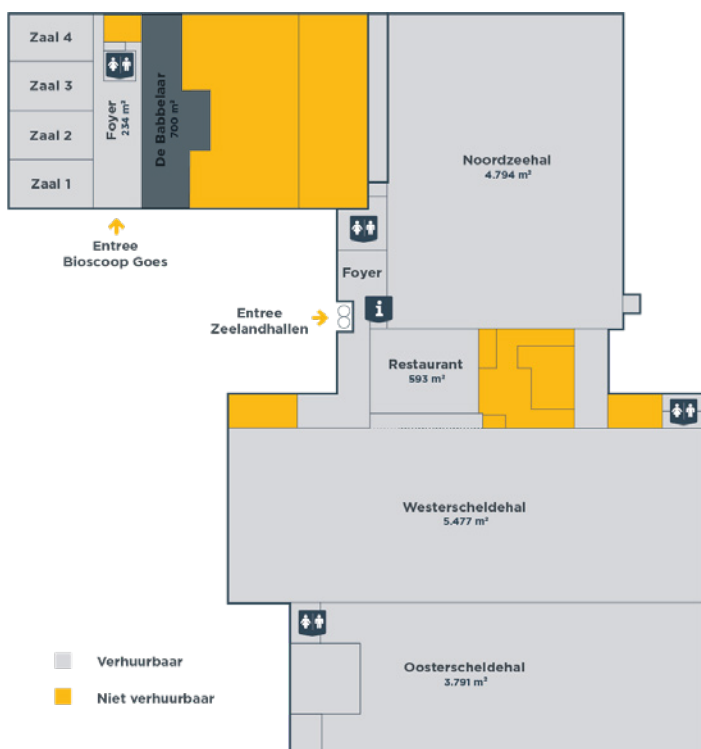 Zaal 4
Zaal 3
Zaal 2
Zaal 1
Foyer
234 m²
De Babbelaar
700 m²
Entree
Bioscoop Goes
Noordzeehal
4.794 m²
Foyer
i
Entree
Zeelandhallen
Restaurant
593 m²
Westerscheldehal
5.477 m²
Oosterscheldehal
3.791 m²
Verhuurbaar
Niet verhuurbaar